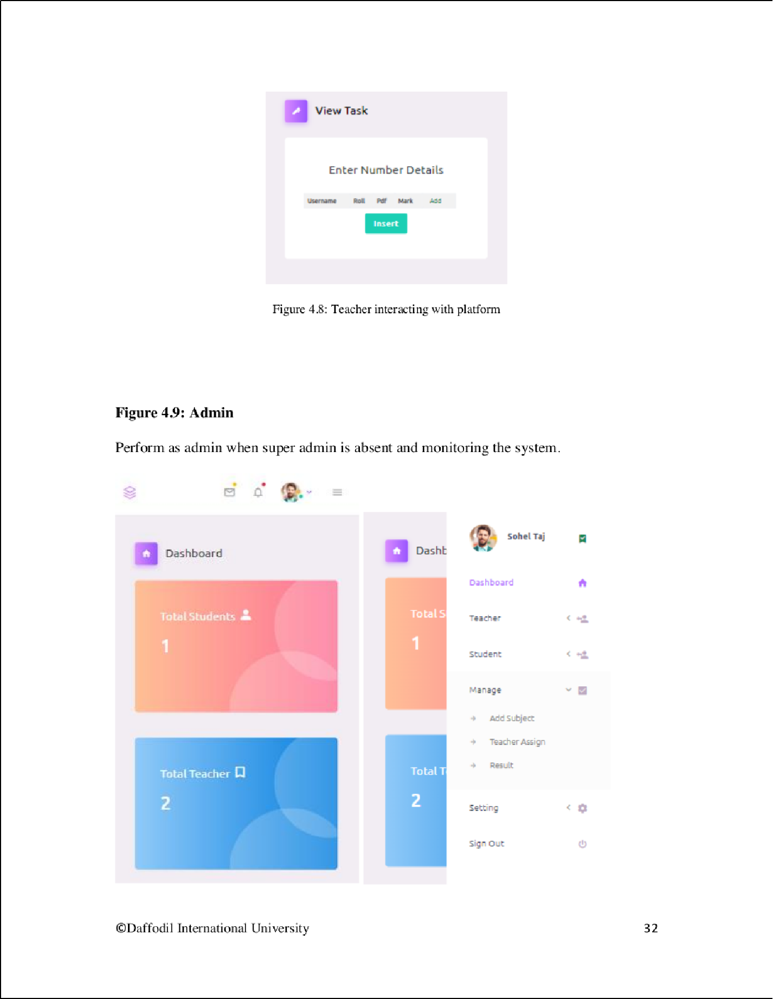 View Task
Enter Number Details
Username Roll Pdf Mark Add
Insert
Figure 4.8: Teacher interacting with platform
Figure 4.9: Admin
Perform as admin when super admin is absent and monitoring the system.
Dashboard
Total Students
1
Total Teacher
2
Dashb
Total S
1
Total T
2
Sohel Taj
Dashboard
Teacher
Student
Manage
Add Subject
Teacher Assign
Result
Setting
Sign Out
©Daffodil International University 32